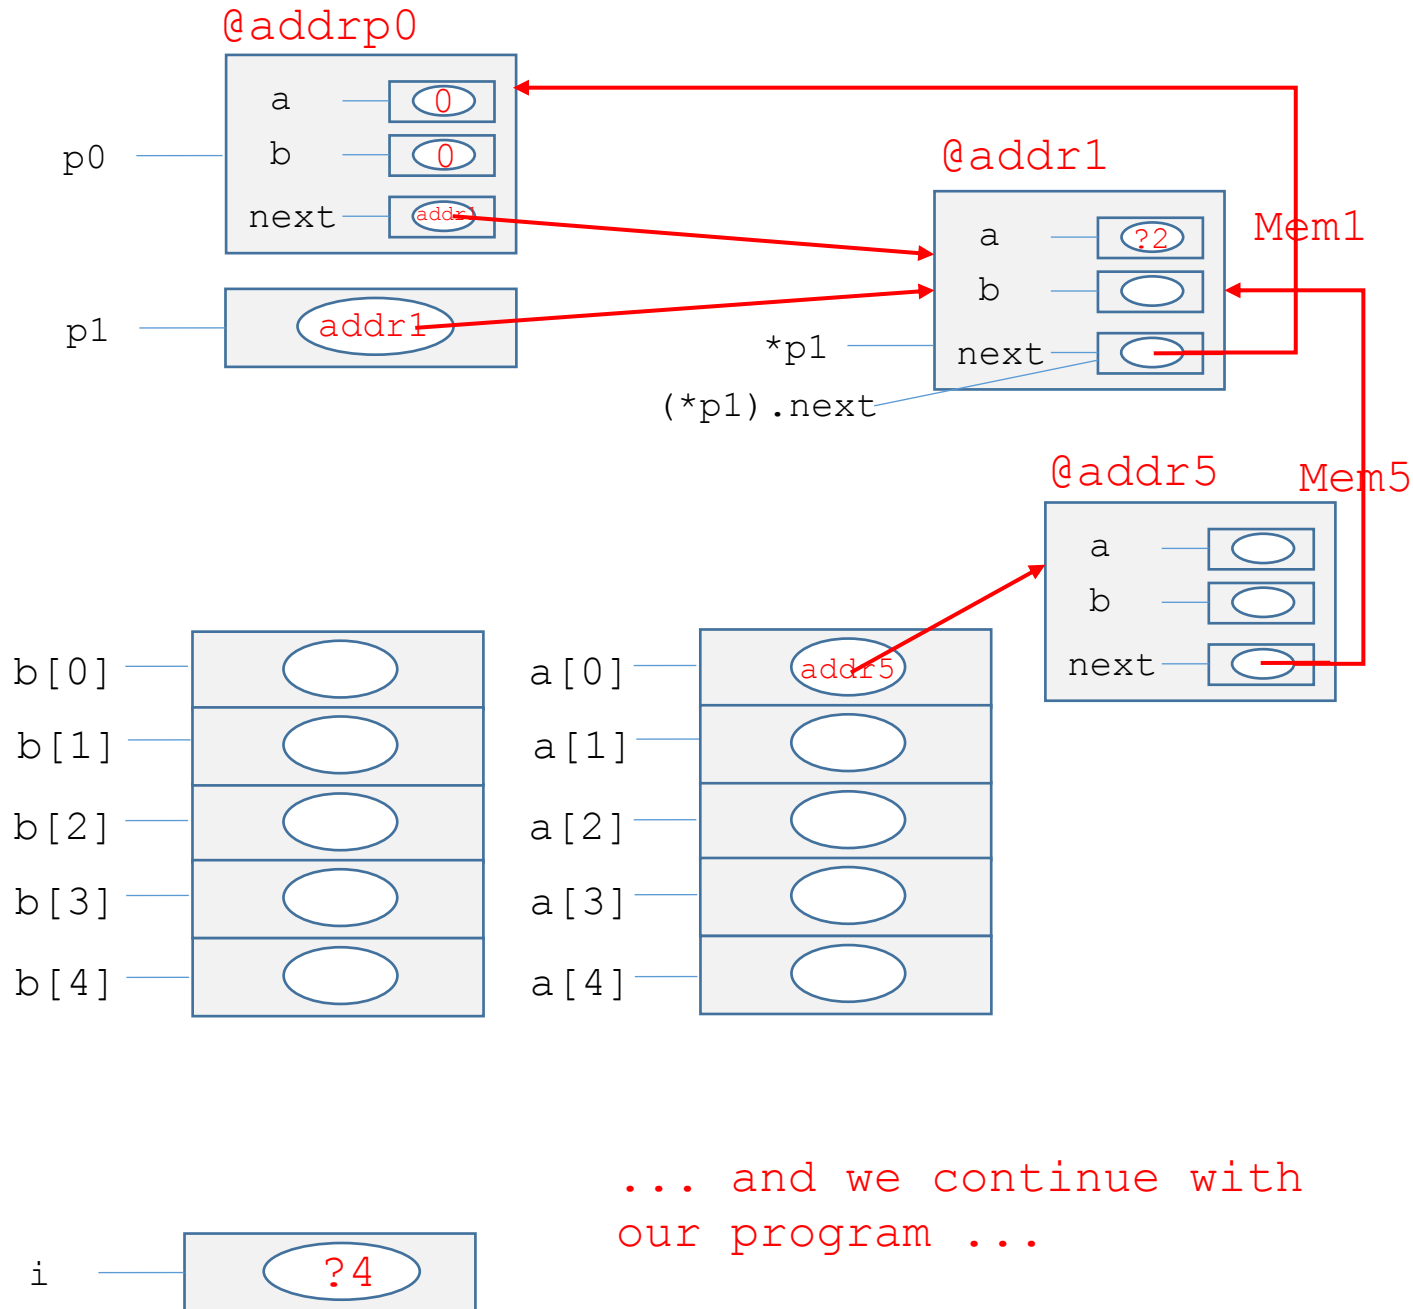 @addrp0
a 0
p0 b 0
next addr1
@addr1
a ?2 Mem1
b
p1 addr1
*p1 next
(*p1).next
@addr5 Mem5
a
b
next
b[0] a[0] addr5
b[1] a[1]
b[2] a[2]
b[3] a[3]
b[4] a[4]
... and we continue with
our program ...
i ?4